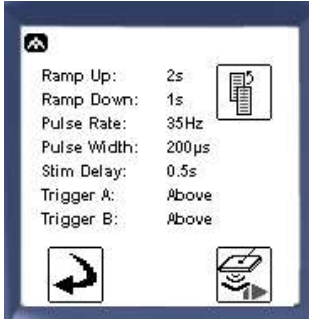 Ramp Up: 2s
Ramp Down: 1s
Pulse Rate: 35Hz
Pulse Width: 200µs
Stim Delay: 0.5s
Trigger A: Above
Trigger B: Above